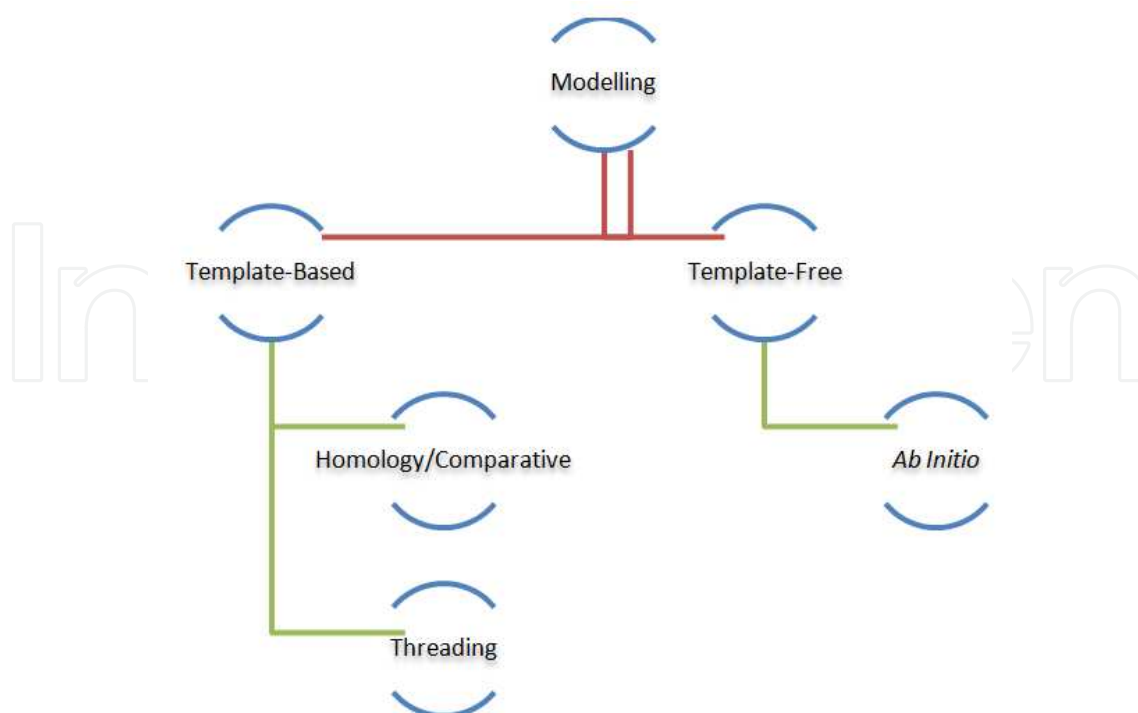 Modelling
Template-Based
Template-Free
Homology/Comparative
Ab Initio
Threading